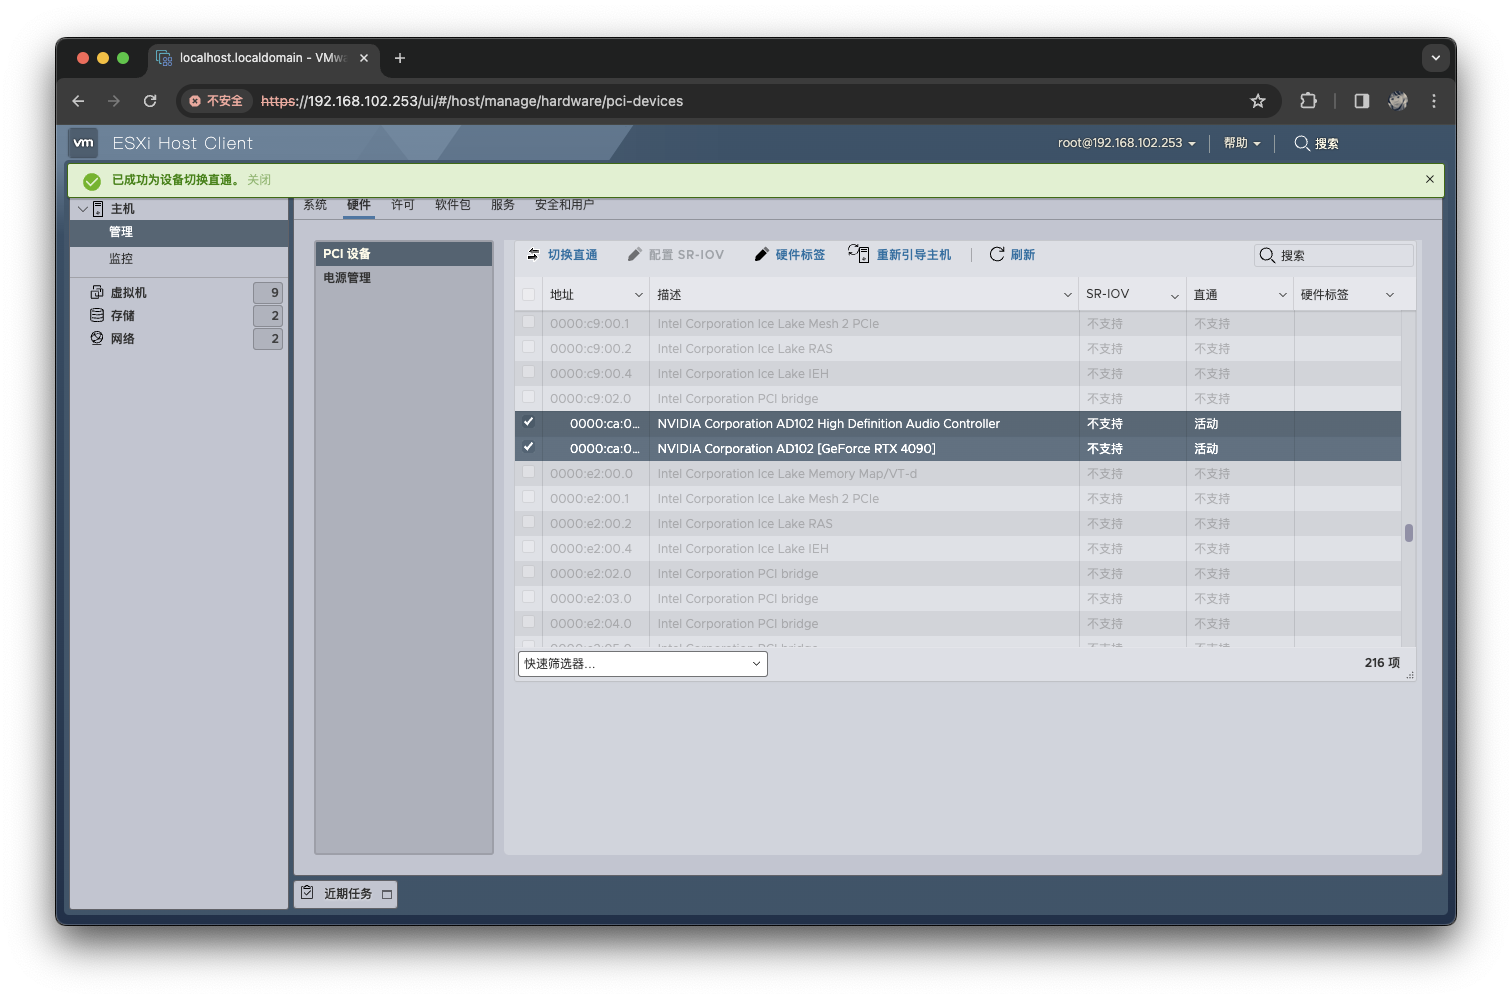 localhost.localdomain - VMw
不安全 https://192.168.102.253/ui/#/host/manage/hardware/pci-devices
vm ESXi Host Client root@192.168.102.253 帮助 搜索
已成功为设备切换直通。 关闭
主机
管理
监控
虚拟机 9
存储 2
网络 2
系统 硬件 许可 软件包 服务 安全和用户
PCI 设备
电源管理
切换直通 配置 SR-IOV 硬件标签 重新引导主机 刷新 搜索
地址 描述 SR-IOV 直通 硬件标签
0000:c9:00.1 Intel Corporation Ice Lake Mesh 2 PCIe 不支持 不支持
0000:c9:00.2 Intel Corporation Ice Lake RAS 不支持 不支持
0000:c9:00.4 Intel Corporation Ice Lake IEH 不支持 不支持
0000:c9:02.0 Intel Corporation PCI bridge 不支持 不支持
0000:ca:0... NVIDIA Corporation AD102 High Definition Audio Controller 不支持 活动
0000:ca:0... NVIDIA Corporation AD102 [GeForce RTX 4090] 不支持 活动
0000:e2:00.0 Intel Corporation Ice Lake Memory Map/VT-d 不支持 不支持
0000:e2:00.1 Intel Corporation Ice Lake Mesh 2 PCIe 不支持 不支持
0000:e2:00.2 Intel Corporation Ice Lake RAS 不支持 不支持
0000:e2:00.4 Intel Corporation Ice Lake IEH 不支持 不支持
0000:e2:02.0 Intel Corporation PCI bridge 不支持 不支持
0000:e2:03.0 Intel Corporation PCI bridge 不支持 不支持
0000:e2:04.0 Intel Corporation PCI bridge 不支持 不支持
快速筛选器... 216 项
近期任务